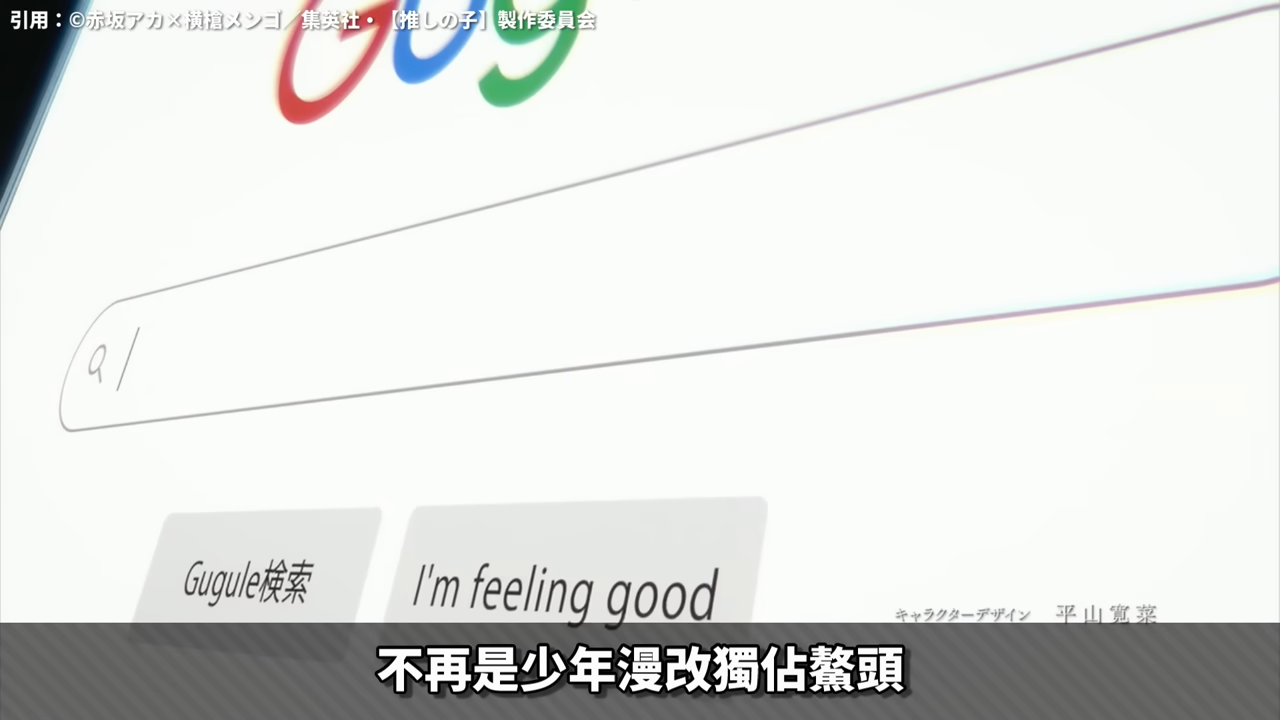 引用：©赤坂アカ×横槍メンゴ／集英社・【推しの子】製作委員会
Gug
Gugule検索
I'm feeling good
キャラクターデザイン 平山寛菜
不再是少年漫改獨佔鰲頭